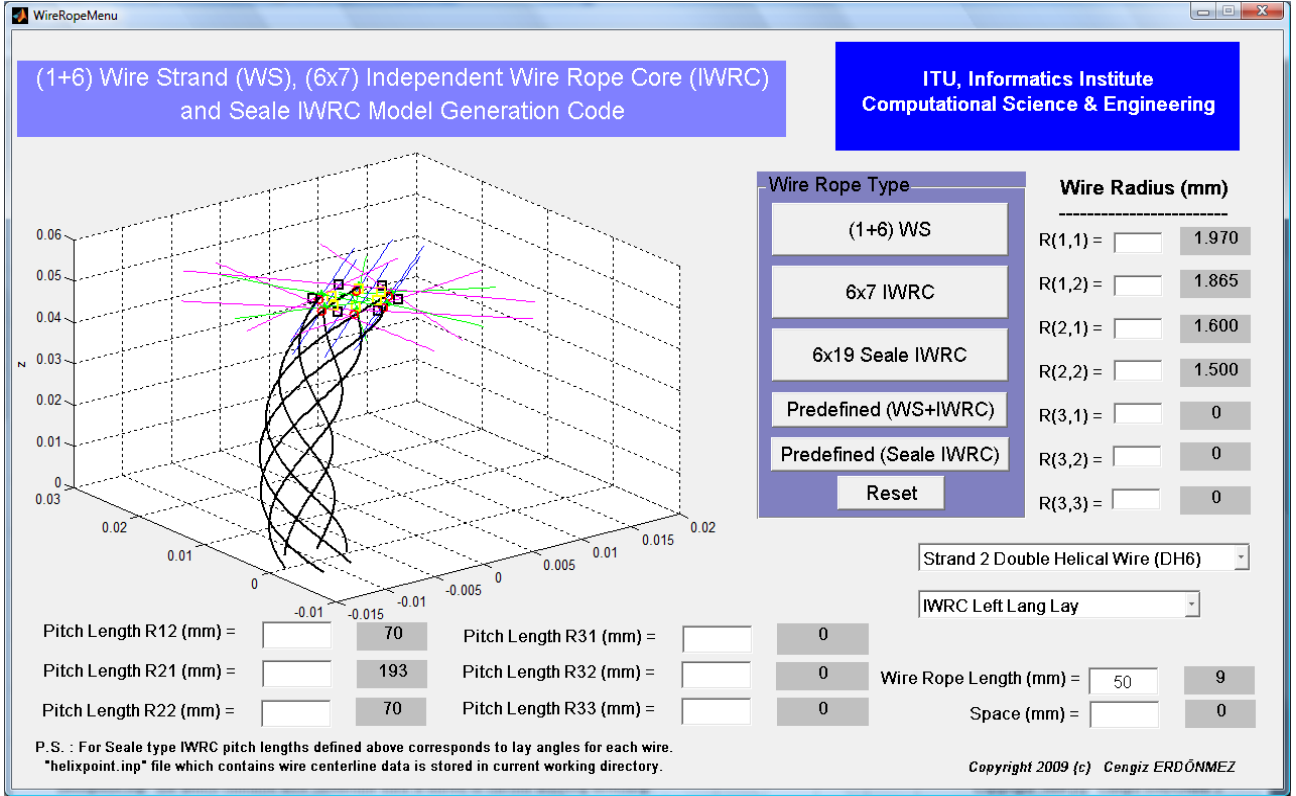 WireRopeMenu
(1+6) Wire Strand (WS), (6x7) Independent Wire Rope Core (IWRC)
and Seale IWRC Model Generation Code
ITU, Informatics Institute
Computational Science & Engineering
0.06
0.05
0.04
0.03
0.02
0.01
0
z
0.03
0.02
0.01
0
-0.01
-0.015
-0.01
-0.005
0
0.005
0.01
0.015
0.02
Wire Rope Type
(1+6) WS
6x7 IWRC
6x19 Seale IWRC
Predefined (WS+IWRC)
Predefined (Seale IWRC)
Reset
Wire Radius (mm)
------------------------
R(1,1) = 1.970
R(1,2) = 1.865
R(2,1) = 1.600
R(2,2) = 1.500
R(3,1) = 0
R(3,2) = 0
R(3,3) = 0
Strand 2 Double Helical Wire (DH6)
IWRC Left Lang Lay
Pitch Length R12 (mm) = 70
Pitch Length R21 (mm) = 193
Pitch Length R22 (mm) = 70
Pitch Length R31 (mm) = 0
Pitch Length R32 (mm) = 0
Pitch Length R33 (mm) = 0
Wire Rope Length (mm) = 50 9
Space (mm) = 0
P.S. : For Seale type IWRC pitch lengths defined above corresponds to lay angles for each wire.
"helixpoint.inp" file which contains wire centerline data is stored in current working directory.
Copyright 2009 (c) Cengiz ERDÖNMEZ